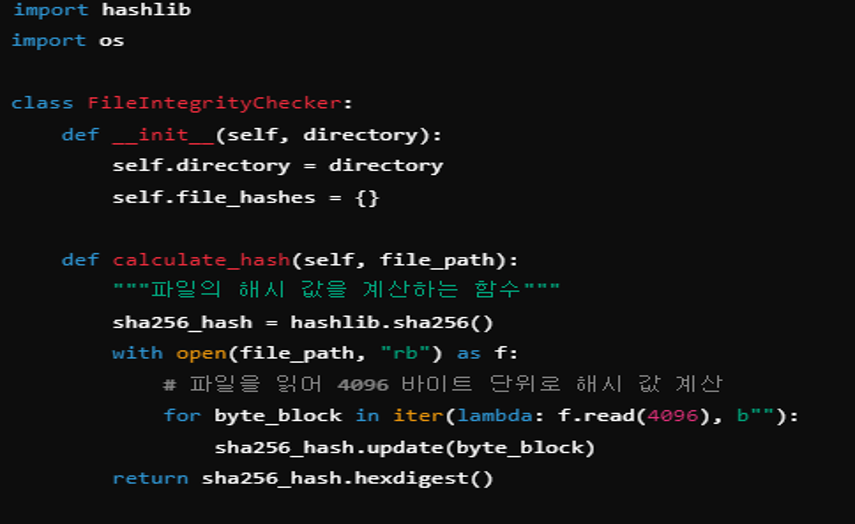 import hashlib
import os
class FileIntegrityChecker:
def __init__(self, directory):
self.directory = directory
self.file_hashes = {}
def calculate_hash(self, file_path):
"""파일의 해시 값을 계산하는 함수"""
sha256_hash = hashlib.sha256()
with open(file_path, "rb") as f:
# 파일을 읽어 4096 바이트 단위로 해시 값 계산
for byte_block in iter(lambda: f.read(4096), b""):
sha256_hash.update(byte_block)
return sha256_hash.hexdigest()